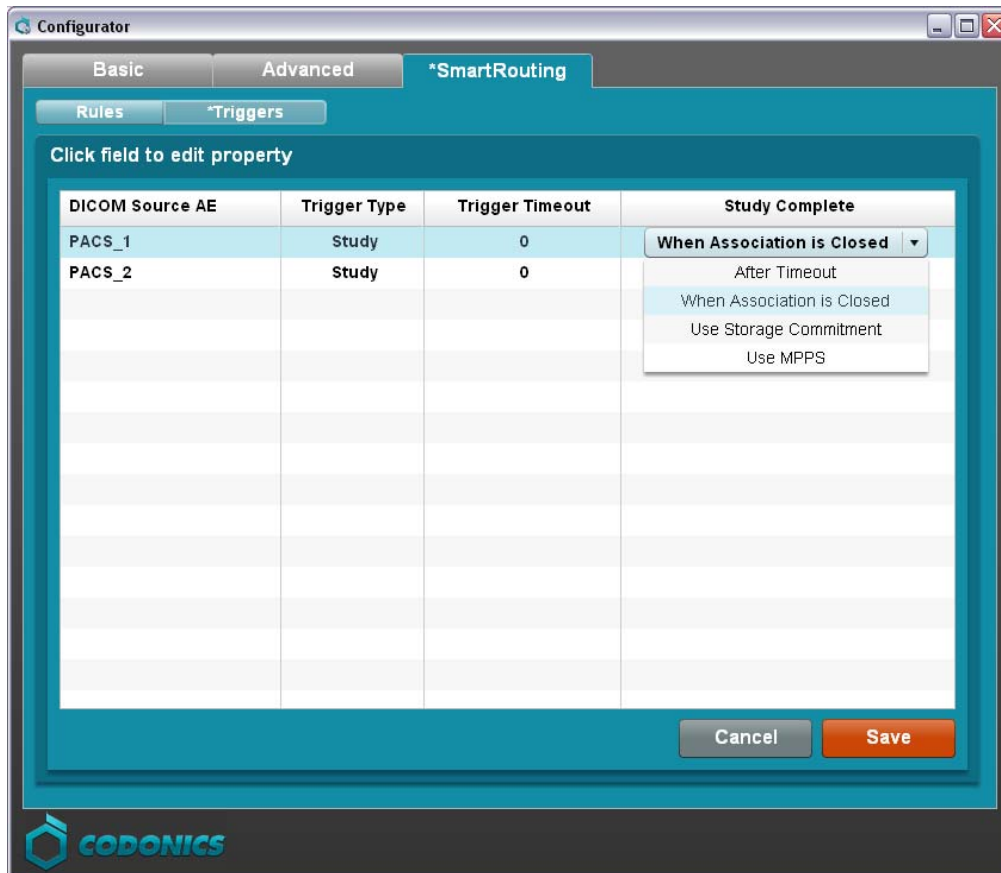 Configurator
Basic Advanced *SmartRouting
Rules *Triggers
Click field to edit property
DICOM Source AE Trigger Type Trigger Timeout Study Complete
PACS_1 Study 0 When Association is Closed
PACS_2 Study 0 After Timeout
When Association is Closed
Use Storage Commitment
Use MPPS
Cancel Save
CODONICS